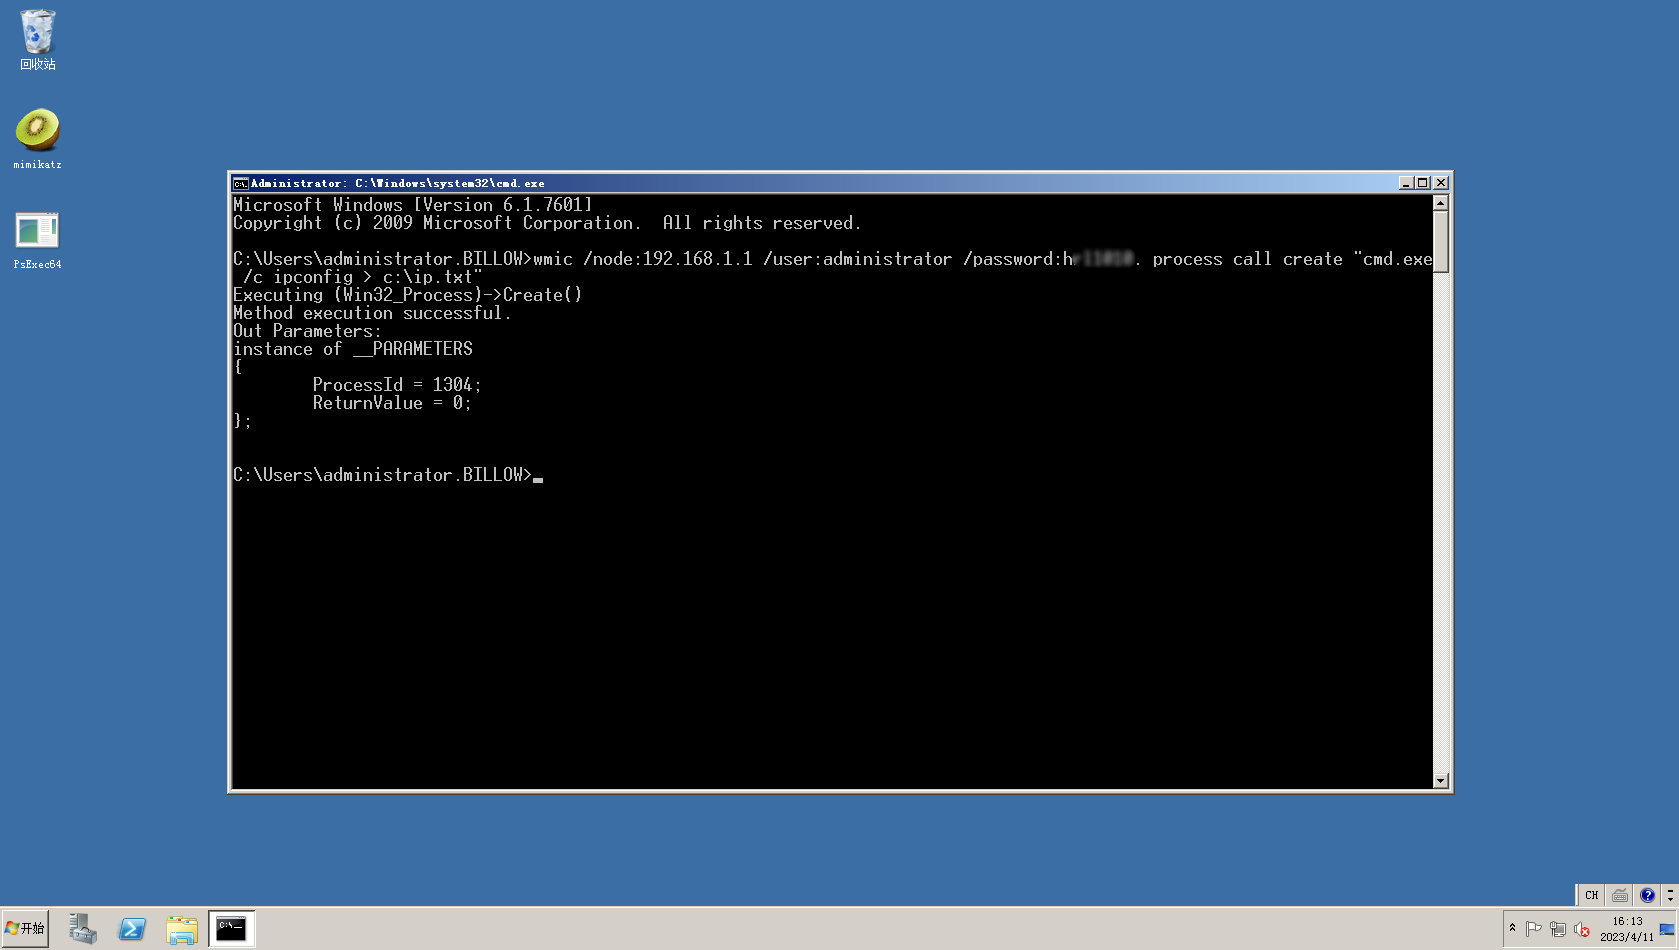 回收站
mimikatz
PsExec64
Administrator: C:\Windows\system32\cmd.exe
Microsoft Windows [Version 6.1.7601]
Copyright (c) 2009 Microsoft Corporation.  All rights reserved.
C:\Users\administrator.BILLOW>wmic /node:192.168.1.1 /user:administrator /password:h . process call create "cmd.exe
 /c ipconfig > c:\ip.txt"
Executing (Win32_Process)->Create()
Method execution successful.
Out Parameters:
instance of __PARAMETERS
{
        ProcessId = 1304;
        ReturnValue = 0;
};
C:\Users\administrator.BILLOW>
CH
开始
16:13
2023/4/11